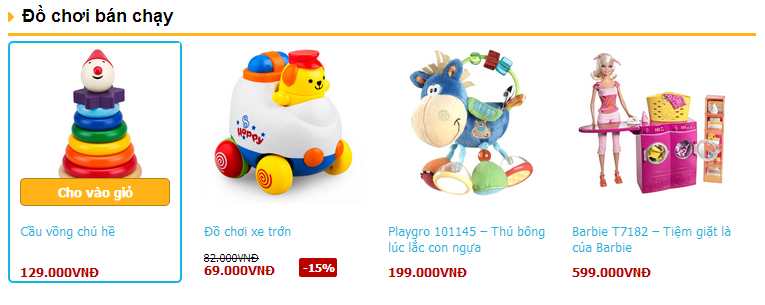 Đồ chơi bán chạy
Happy
Cho vào giỏ
Cầu vồng chú hề
129.000VNĐ
Đồ chơi xe trớn
82.000VNĐ
69.000VNĐ
-15%
Playgro 101145 – Thú bông
lúc lắc con ngựa
199.000VNĐ
Barbie T7182 – Tiệm giặt là
của Barbie
599.000VNĐ